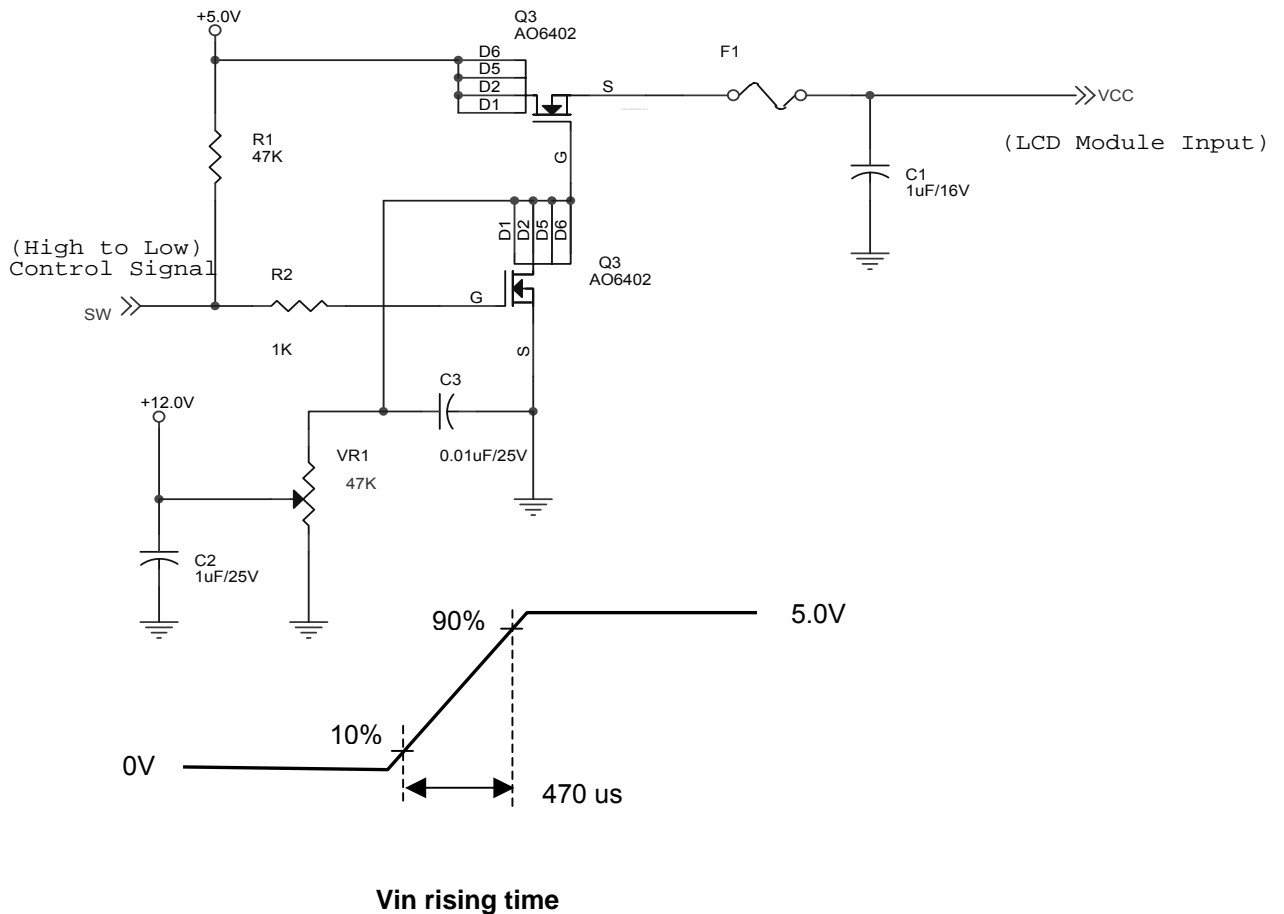 +5.0V
Q3
AO6402
D6
D5
D2
D1
S
F1
VCC
(LCD Module Input)
R1
47K
G
C1
1uF/16V
D1
D2
D5
D6
(High to Low)
Control Signal
Q3
AO6402
R2
G
SW
1K
S
C3
+12.0V
VR1
47K
0.01uF/25V
C2
1uF/25V
90%
5.0V
10%
0V
470 us
Vin rising time